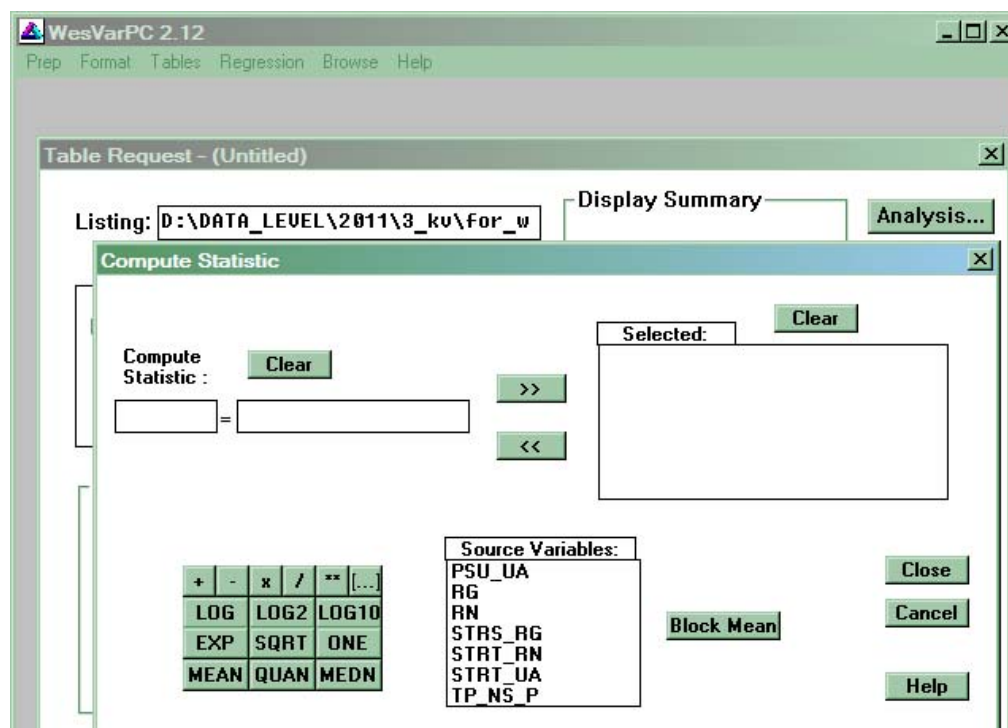 WesVarPC 2.12
Prep Format Tables Regression Browse Help
Table Request - (Untitled)
Listing: D:\DATA_LEVEL\2011\3_kv\for_w
Display Summary
Analysis...
Compute Statistic
Clear
Selected:
Compute
Statistic :
Clear
>>
=
<<
Source Variables:
PSU_UA
RG
RN
STRS_RG
STRT_RN
STRT_UA
TP_NS_P
+ - x / ** [...]
LOG LOG2 LOG10
EXP SQRT ONE
MEAN QUAN MEDN
Block Mean
Close
Cancel
Help